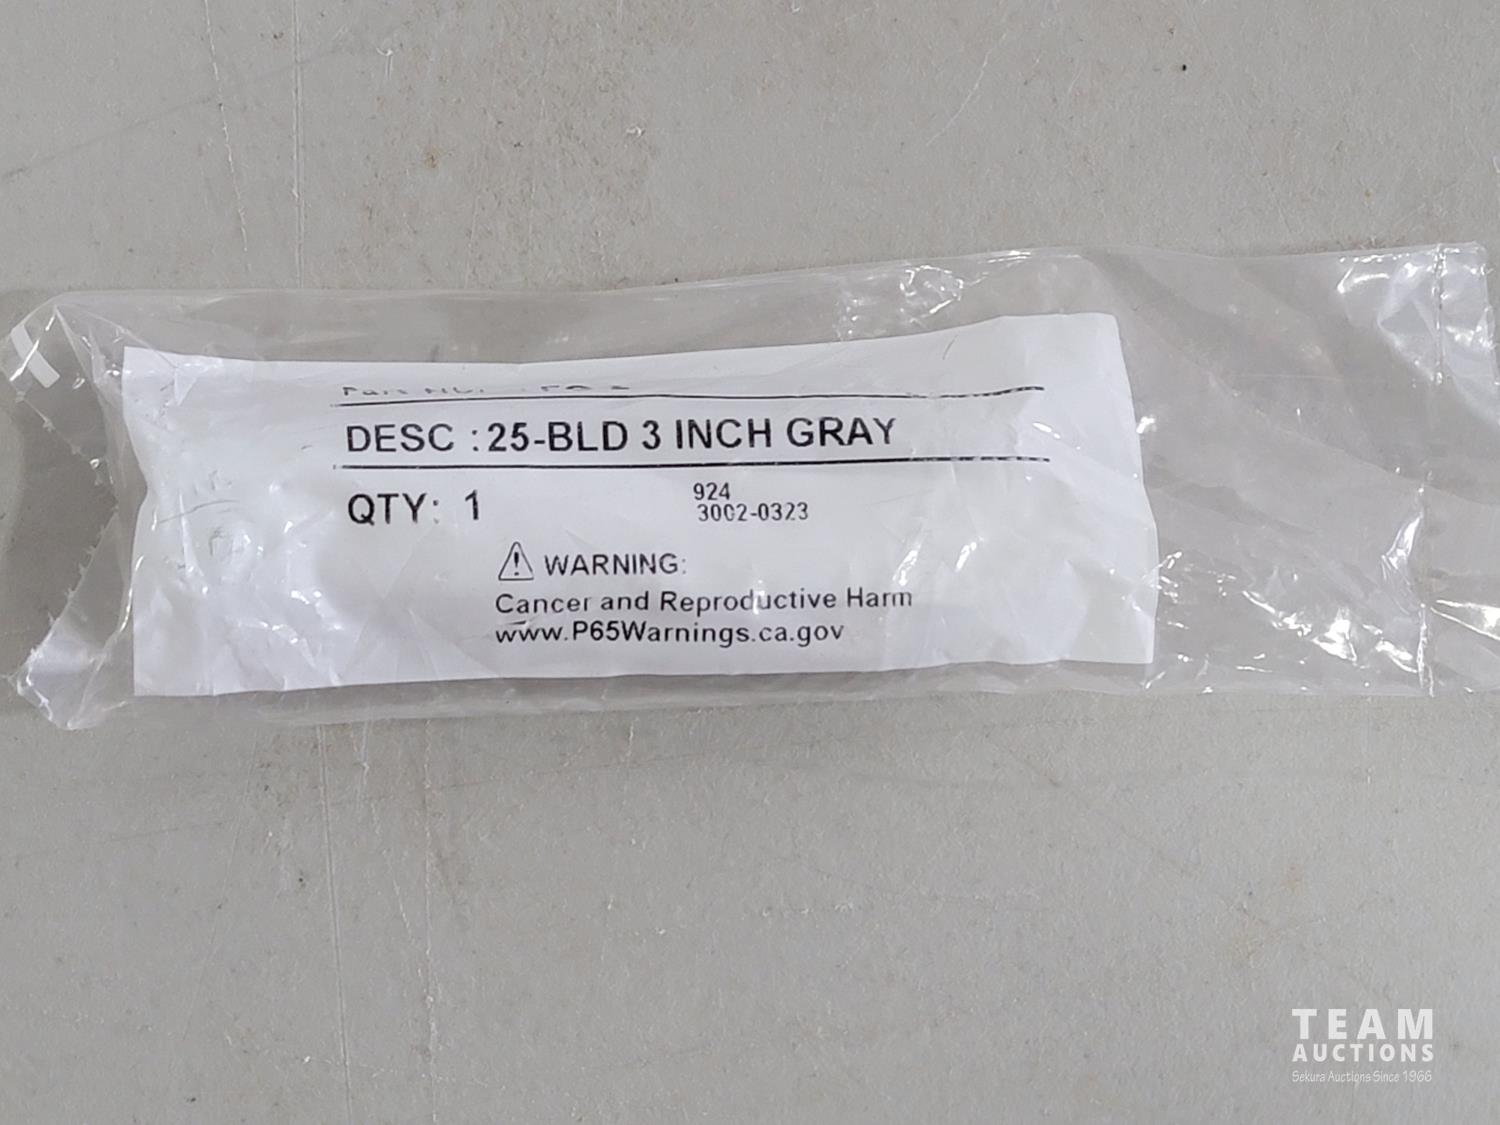 DESC : 25-BLD 3 INCH GRAY
QTY: 1
924
3002-0323
WARNING:
Cancer and Reproductive Harm
www.P65Warnings.ca.gov
TEAM
AUCTIONS
Sekura Auctions Since 1966